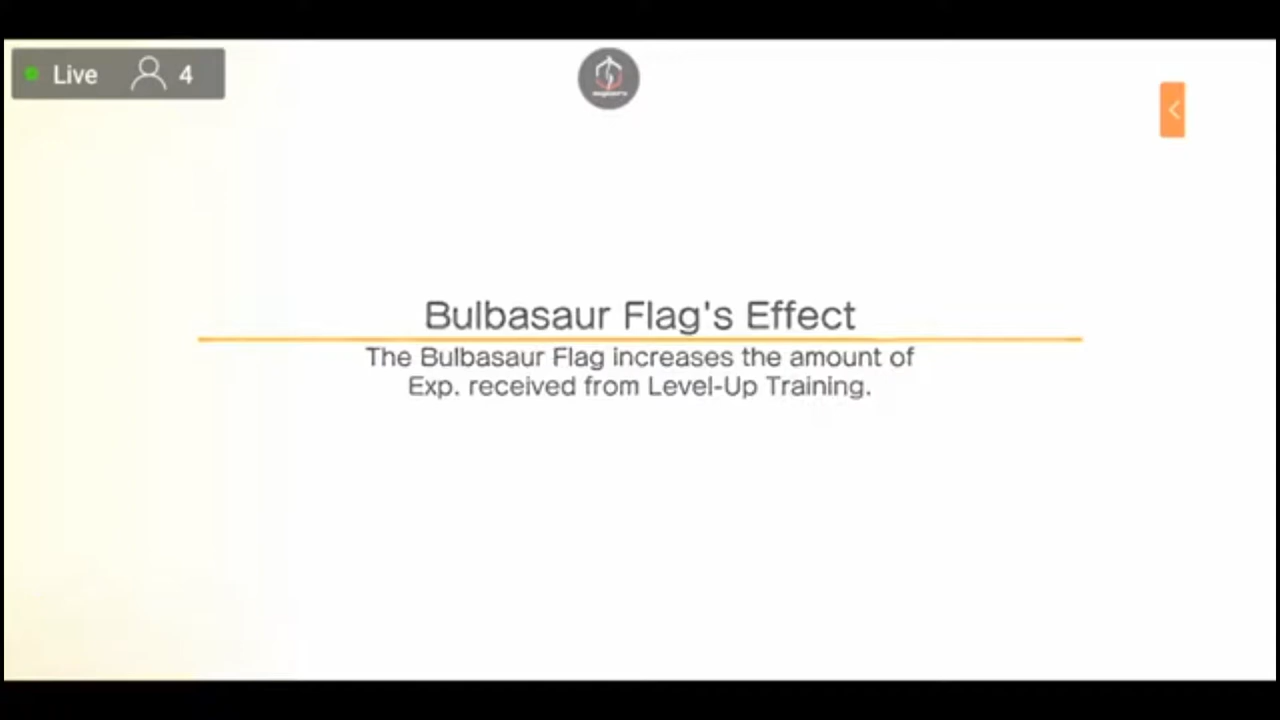 Live 4
Bulbasaur Flag's Effect
The Bulbasaur Flag increases the amount of
Exp. received from Level-Up Training.